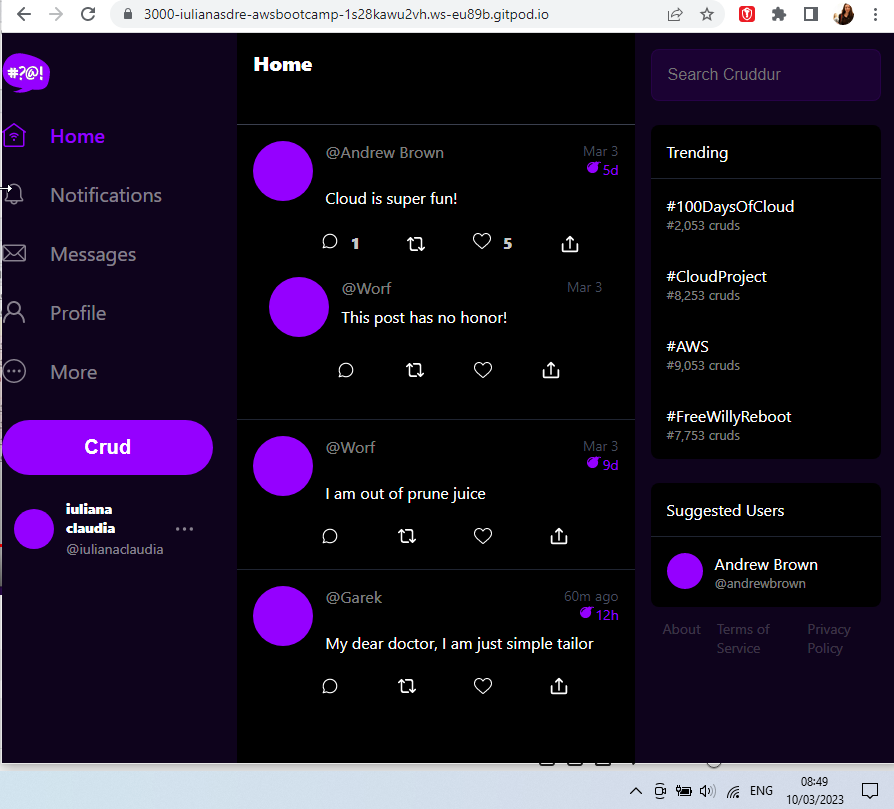 3000-iulianasdre-awsbootcamp-1s28kawu2vh.ws-eu89b.gitpod.io
#?@!
Home
Notifications
Messages
Profile
More
Crud
iuliana
claudia
@iulianaclaudia
Home
@Andrew Brown
Mar 3
5d
Cloud is super fun!
1
5
@Worf
Mar 3
This post has no honor!
@Worf
Mar 3
9d
I am out of prune juice
@Garek
60m ago
12h
My dear doctor, I am just simple tailor
Search Cruddur
Trending
#100DaysOfCloud
#2,053 cruds
#CloudProject
#8,253 cruds
#AWS
#9,053 cruds
#FreeWillyReboot
#7,753 cruds
Suggested Users
Andrew Brown
@andrewbrown
About
Terms of
Service
Privacy
Policy
ENG
08:49
10/03/2023